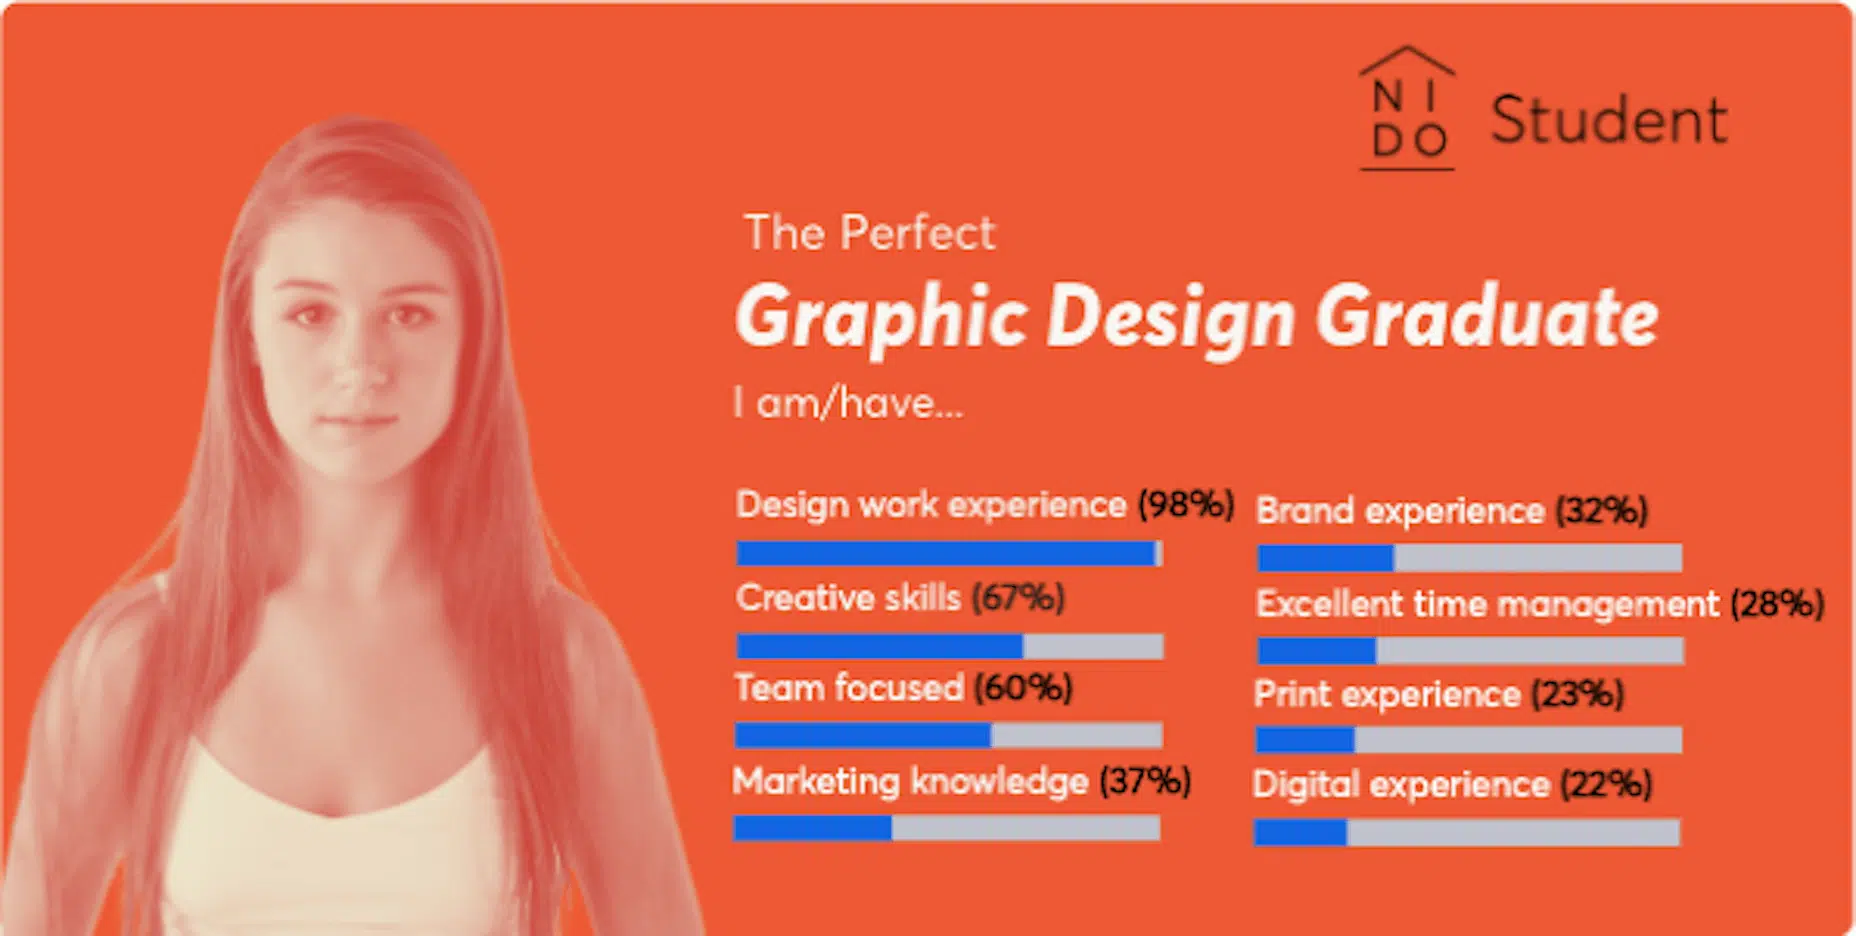 NI
DO
Student
The Perfect
Graphic Design Graduate
I am/have...
Design work experience (98%)
Creative skills (67%)
Team focused (60%)
Marketing knowledge (37%)
Brand experience (32%)
Excellent time management (28%)
Print experience (23%)
Digital experience (22%)